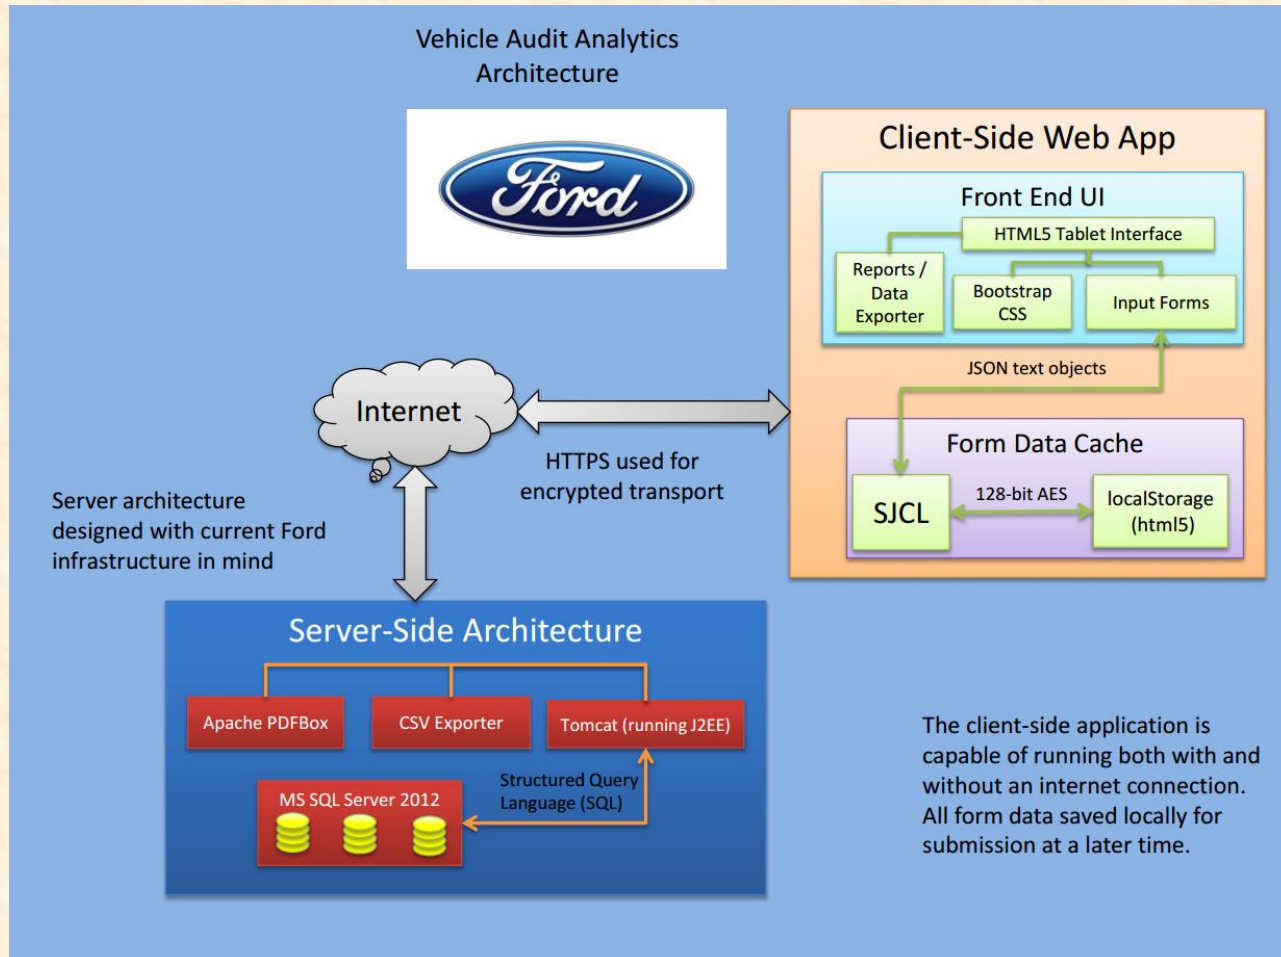 Vehicle Audit Analytics
Architecture
Ford
Client-Side Web App
Front End UI
HTML5 Tablet Interface
Reports /
Data
Exporter
Bootstrap
CSS
Input Forms
JSON text objects
Form Data Cache
SJCL
128-bit AES
localStorage
(html5)
Internet
HTTPS used for
encrypted transport
Server architecture
designed with current Ford
infrastructure in mind
Server-Side Architecture
Apache PDFBox
CSV Exporter
Tomcat (running J2EE)
Structured Query
Language (SQL)
MS SQL Server 2012
The client-side application is
capable of running both with and
without an internet connection.
All form data saved locally for
submission at a later time.